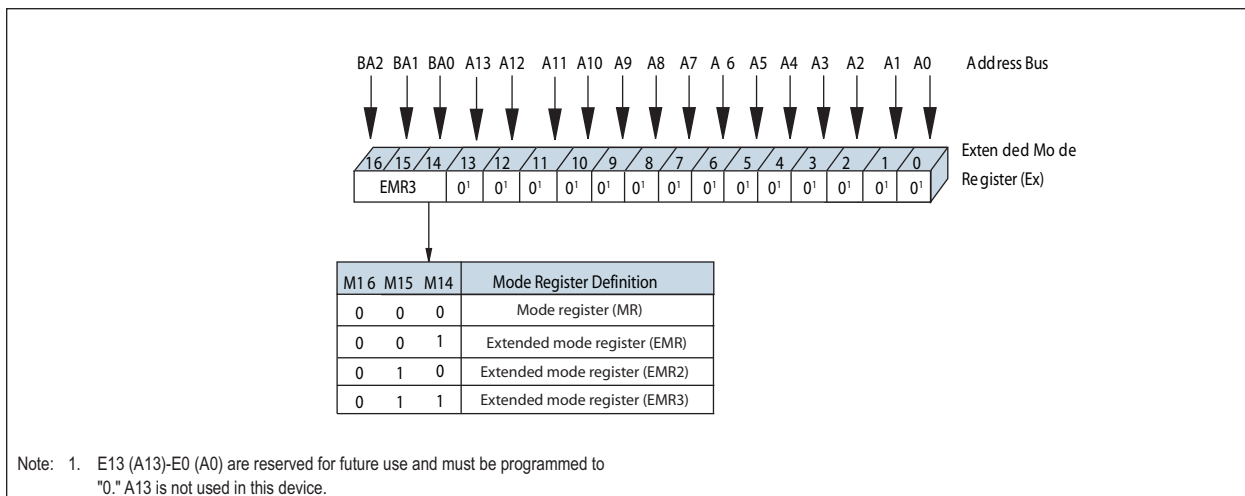 BA2 BA1 BA0 A13 A12 A11 A10 A9 A8 A7 A 6 A5 A4 A3 A2 A1 A0 Address Bus
16 15 14 13 12 11 10 9 8 7 6 5 4 3 2 1 0
Exten ded Mo de
Re gister (Ex)
EMR3 0¹ 0¹ 0¹ 0¹ 0¹ 0¹ 0¹ 0¹ 0¹ 0¹ 0¹ 0¹ 0¹ 0¹
M1 6 M15 M14 Mode Register Definition
0 0 0 Mode register (MR)
0 0 1 Extended mode register (EMR)
0 1 0 Extended mode register (EMR2)
0 1 1 Extended mode register (EMR3)
Note: 1. E13 (A13)-E0 (A0) are reserved for future use and must be programmed to
"0." A13 is not used in this device.